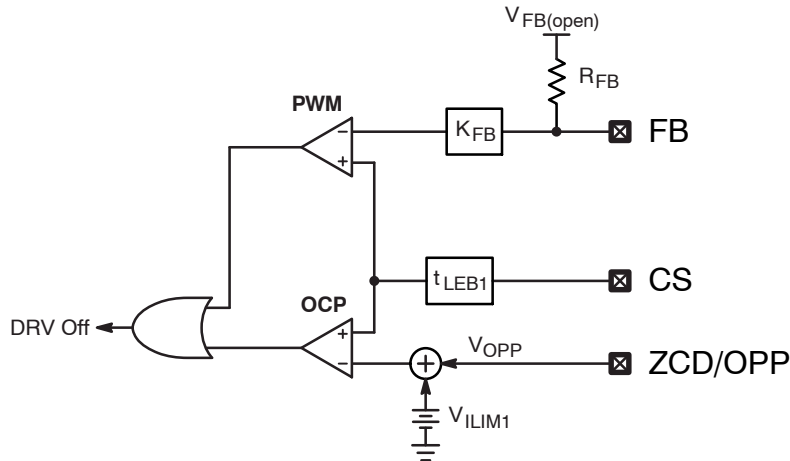 VFB(open)
RFB
PWM
KFB
FB
−
+
tLEB1
CS
OCP
DRV Off
+
−
+
VOPP
ZCD/OPP
VILIM1